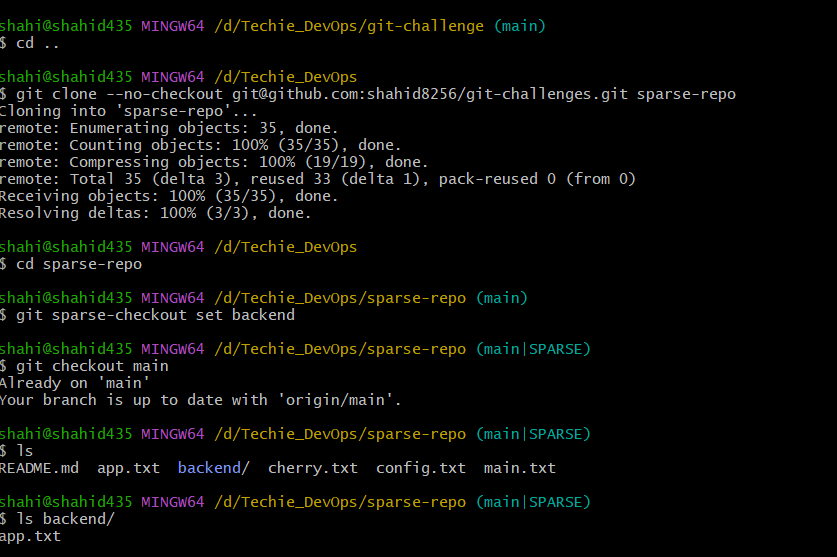 shahi@shahid435 MINGW64 /d/Techie_DevOps/git-challenge (main)
$ cd ..
shahi@shahid435 MINGW64 /d/Techie_DevOps
$ git clone --no-checkout git@github.com:shahid8256/git-challenges.git sparse-repo
Cloning into 'sparse-repo'...
remote: Enumerating objects: 35, done.
remote: Counting objects: 100% (35/35), done.
remote: Compressing objects: 100% (19/19), done.
remote: Total 35 (delta 3), reused 33 (delta 1), pack-reused 0 (from 0)
Receiving objects: 100% (35/35), done.
Resolving deltas: 100% (3/3), done.
shahi@shahid435 MINGW64 /d/Techie_DevOps
$ cd sparse-repo
shahi@shahid435 MINGW64 /d/Techie_DevOps/sparse-repo (main)
$ git sparse-checkout set backend
shahi@shahid435 MINGW64 /d/Techie_DevOps/sparse-repo (main|SPARSE)
$ git checkout main
Already on 'main'
Your branch is up to date with 'origin/main'.
shahi@shahid435 MINGW64 /d/Techie_DevOps/sparse-repo (main|SPARSE)
$ ls
README.md  app.txt  backend/  cherry.txt  config.txt  main.txt
shahi@shahid435 MINGW64 /d/Techie_DevOps/sparse-repo (main|SPARSE)
$ ls backend/
app.txt